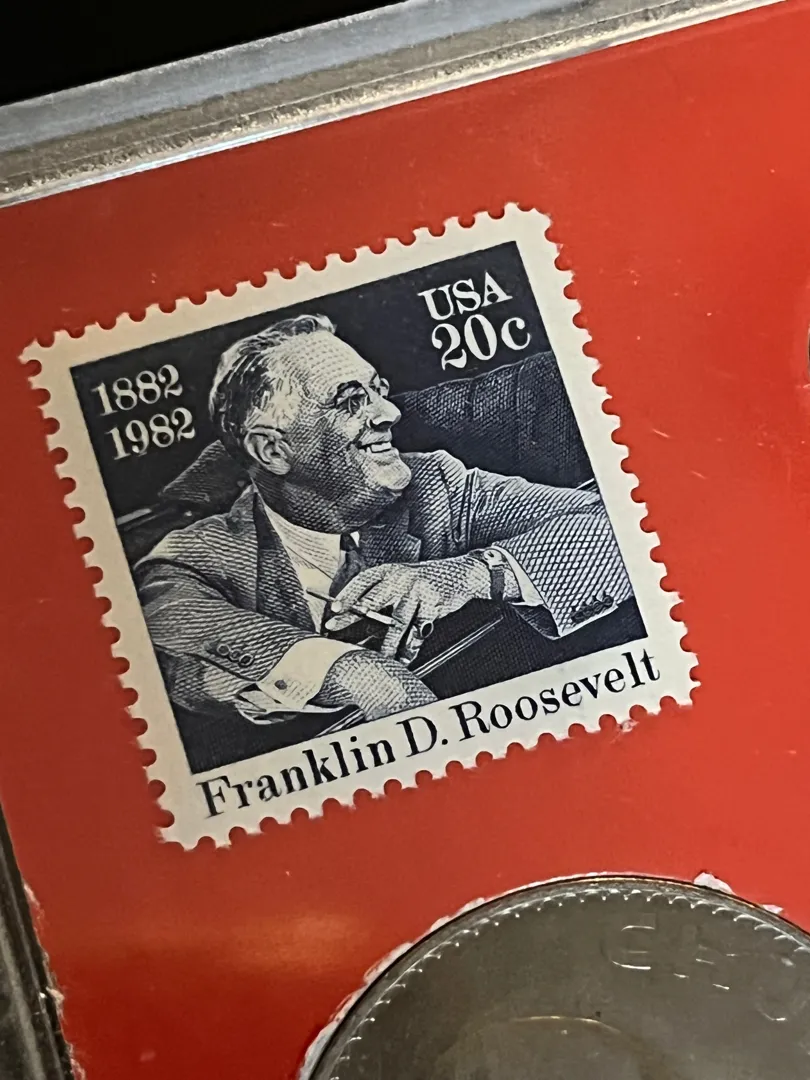 1882
1982
USA
20c
Franklin D. Roosevelt